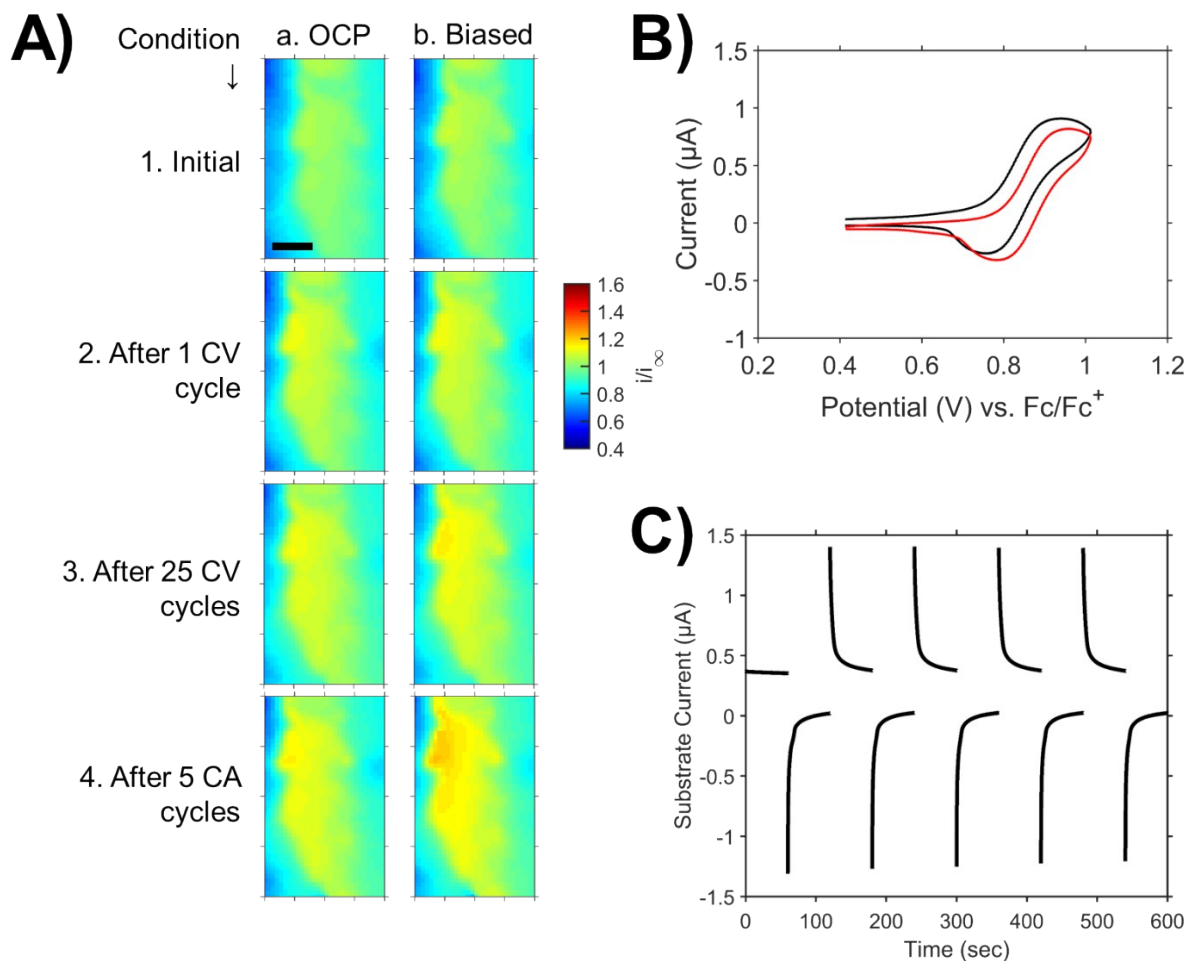 A)
Condition
↓
a. OCP
b. Biased
1. Initial
2. After 1 CV
cycle
3. After 25 CV
cycles
4. After 5 CA
cycles
1.6
1.4
1.2
1
0.8
0.6
0.4
i/i∞
B)
1.5
1
0.5
0
-0.5
-1
Current (µA)
0.2 0.4 0.6 0.8 1 1.2
Potential (V) vs. Fc/Fc+
C)
1.5
1
0.5
0
-0.5
-1
-1.5
Substrate Current (µA)
0 100 200 300 400 500 600
Time (sec)